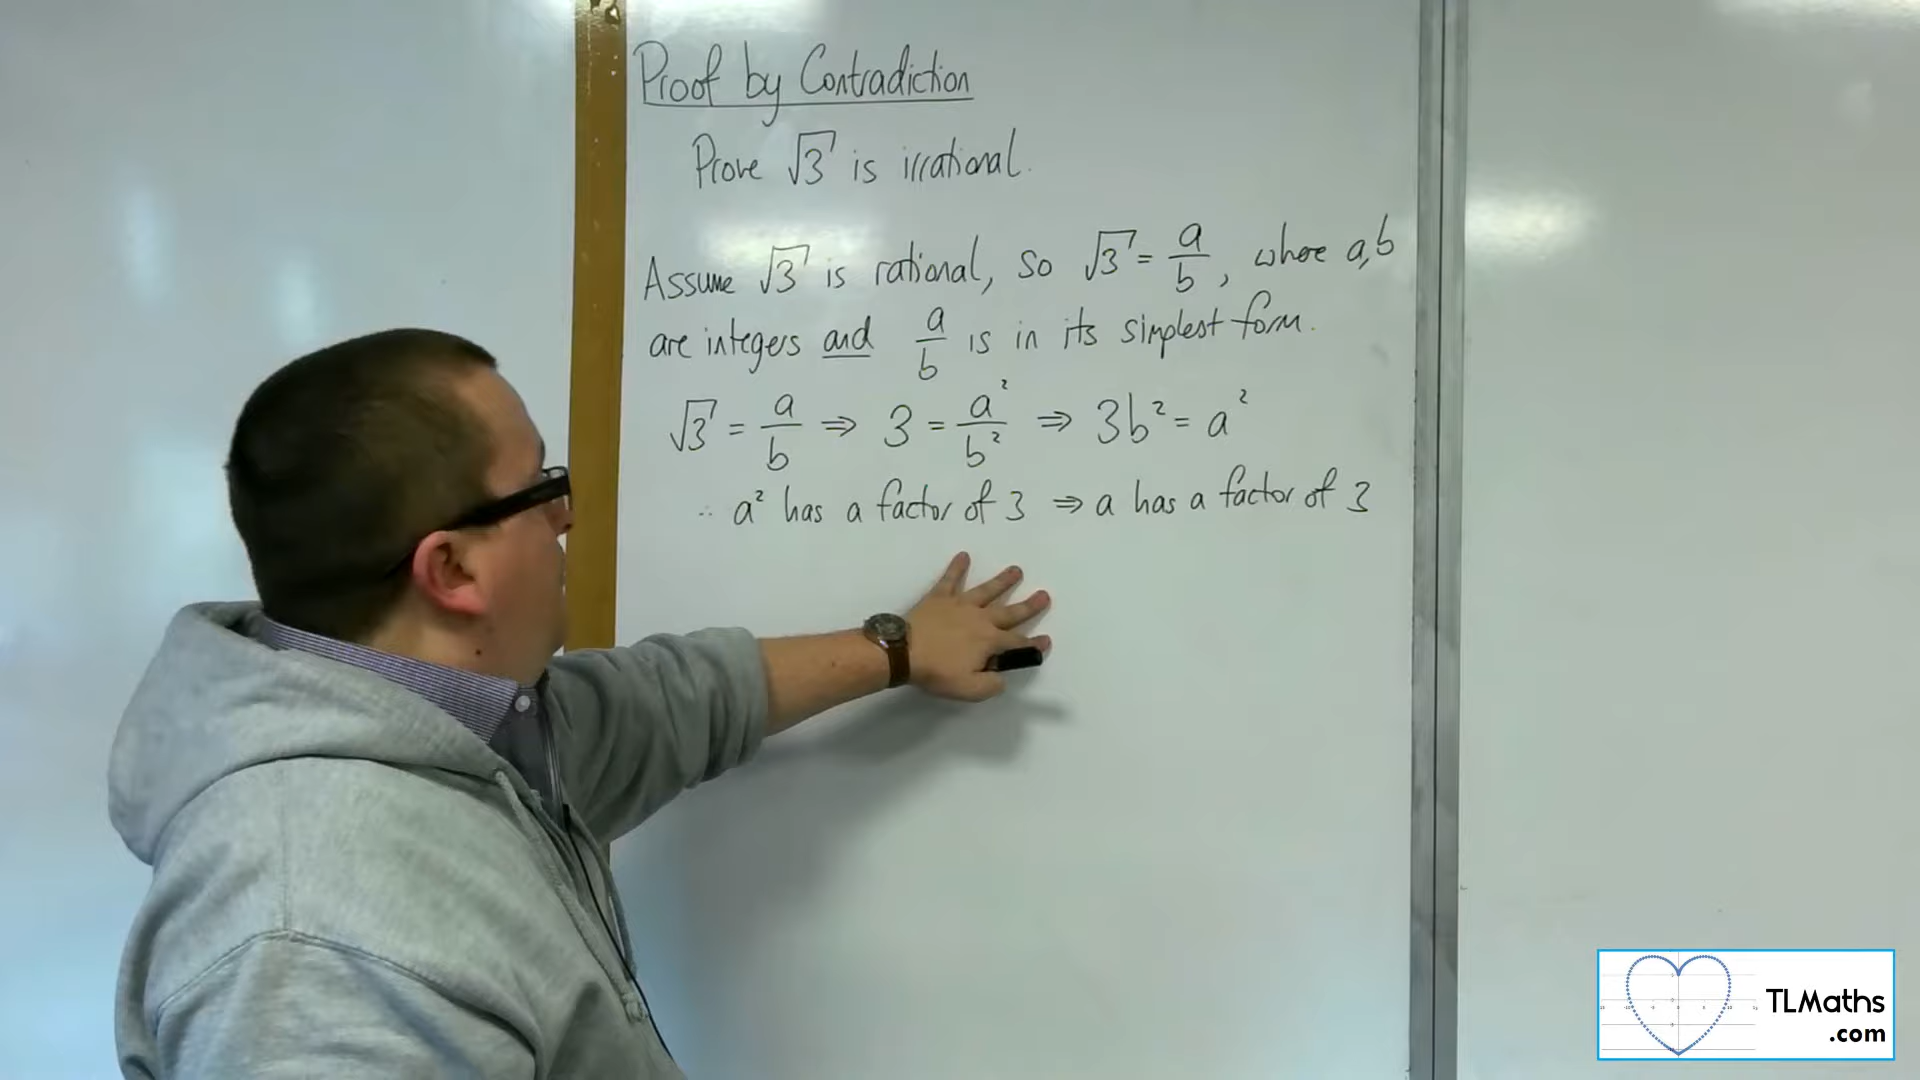 Proof by Contradiction
Prove √3 is irrational.
Assume √3 is rational, so √3 = a/b, where a,b
are integers and a/b is in its simplest form.
√3 = a/b ⇒ 3 = a²/b² ⇒ 3b² = a²
∴ a² has a factor of 3 ⇒ a has a factor of 3
TLMaths
.com